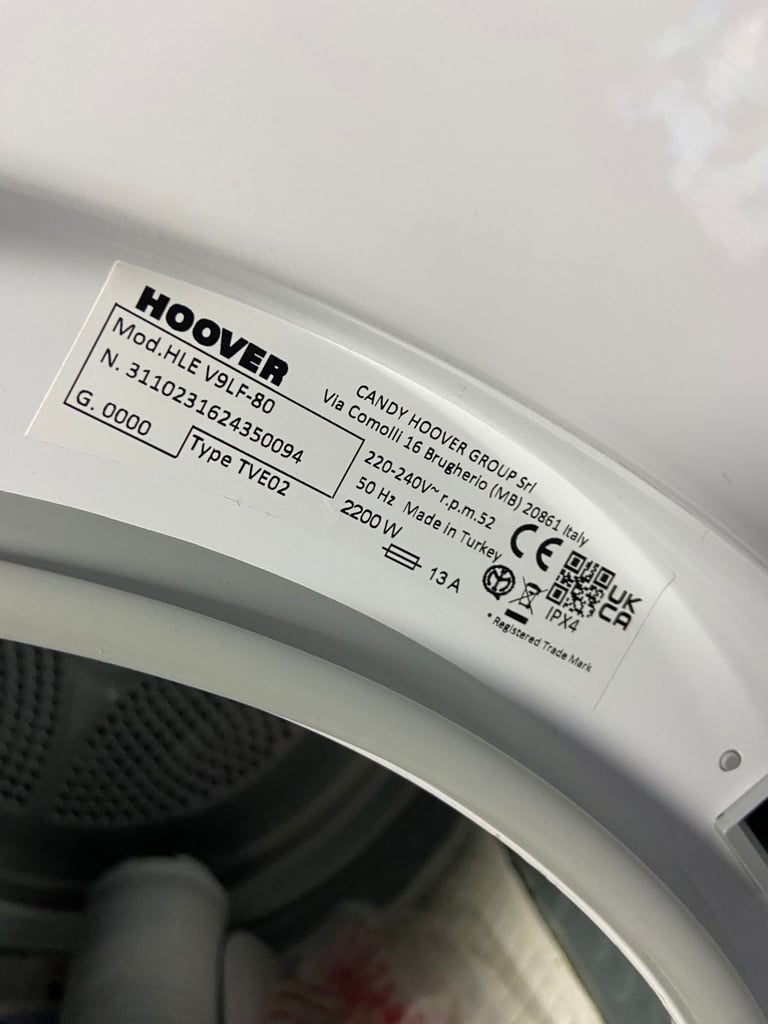 HOOVER
Mod.HLE V9LF-80
N. 3110231624350094
G. 0000
Type TVE02
CANDY HOOVER GROUP Srl
Via Comolli 16 Brugherio (MB) 20861 Italy
220-240V~ r.p.m.52
50 Hz Made in Turkey
2200 W
13 A
CE
IPX4
UK
CA
* Registered Trade Mark